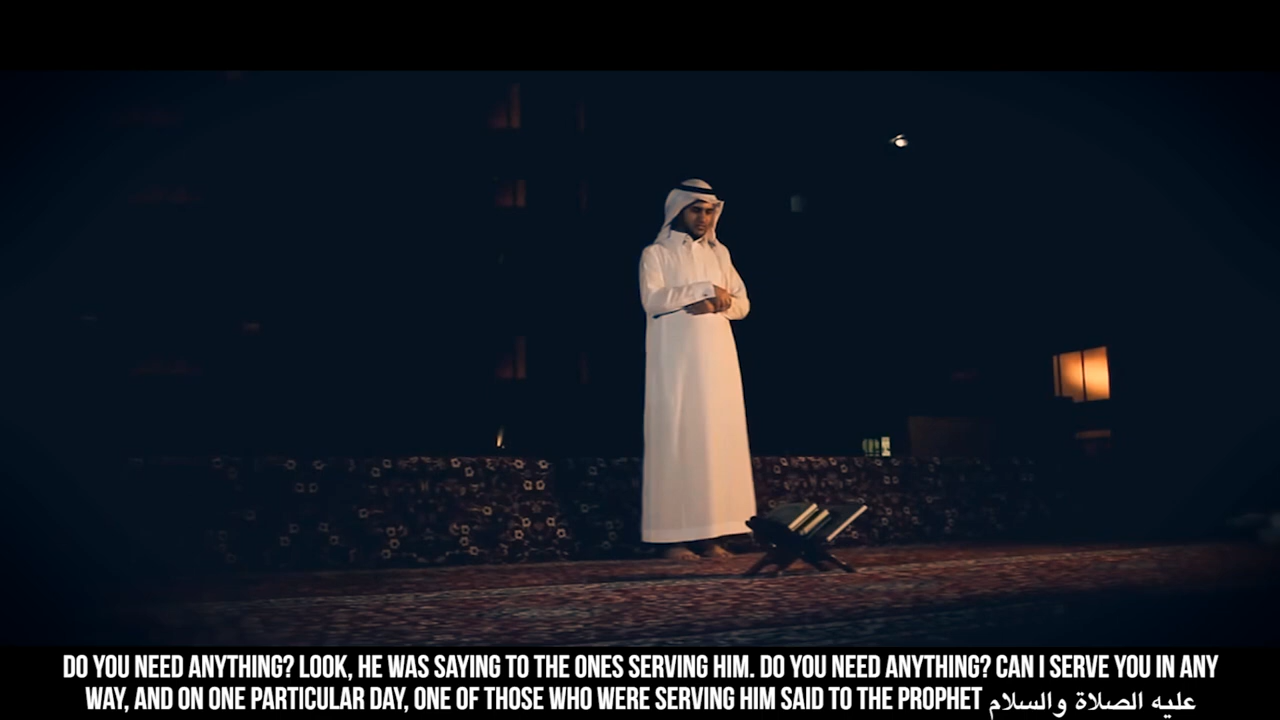 DO YOU NEED ANYTHING? LOOK, HE WAS SAYING TO THE ONES SERVING HIM. DO YOU NEED ANYTHING? CAN I SERVE YOU IN ANY
WAY, AND ON ONE PARTICULAR DAY, ONE OF THOSE WHO WERE SERVING HIM SAID TO THE PROPHET عليه الصلاة والسلام